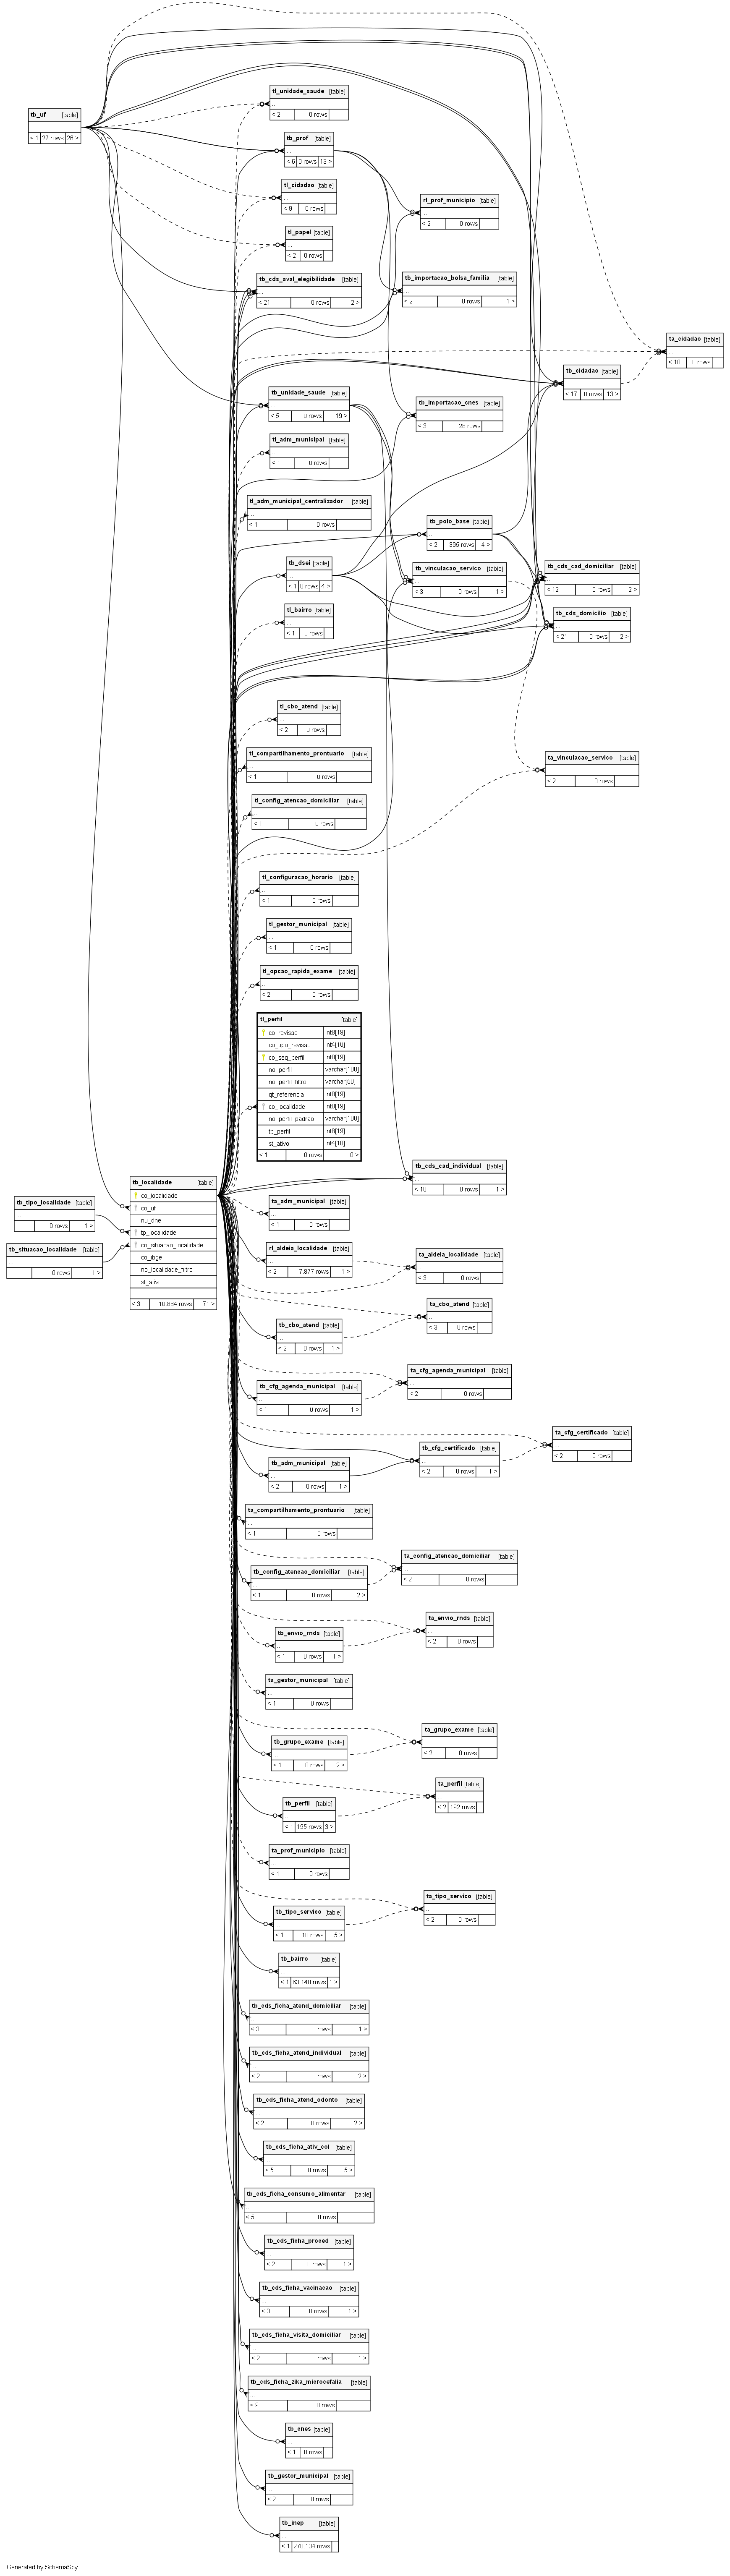 tb_uf [table]
...
< 1 27 rows 26 >
tl_unidade_saude [table]
...
< 2 0 rows
tb_prof [table]
...
< 6 0 rows 13 >
tl_cidadao [table]
...
< 9 0 rows
rl_prof_municipio [table]
...
< 2 0 rows
tl_papel [table]
...
< 2 0 rows
tb_cds_aval_elegibilidade [table]
...
< 21 0 rows 2 >
tb_importacao_bolsa_familia [table]
...
< 2 0 rows 1 >
ta_cidadao [table]
...
< 10 0 rows
tb_cidadao [table]
...
< 17 0 rows 13 >
tb_unidade_saude [table]
...
< 5 0 rows 19 >
tb_importacao_cnes [table]
...
< 3 28 rows
tl_adm_municipal [table]
...
< 1 0 rows
tl_adm_municipal_centralizador [table]
...
< 1 0 rows
tb_polo_base [table]
...
< 2 395 rows 4 >
tb_dsei [table]
...
< 1 0 rows 4 >
tb_vinculacao_servico [table]
...
< 3 0 rows 1 >
tb_cds_cad_domiciliar [table]
...
< 12 0 rows 2 >
tl_bairro [table]
...
< 1 0 rows
tb_cds_domicilio [table]
...
< 21 0 rows 2 >
tl_cbo_atend [table]
...
< 2 0 rows
tl_compartilhamento_prontuario [table]
...
< 1 0 rows
ta_vinculacao_servico [table]
...
< 2 0 rows
tl_config_atencao_domiciliar [table]
...
< 1 0 rows
tl_configuracao_horario [table]
...
< 1 0 rows
tl_gestor_municipal [table]
...
< 1 0 rows
tl_opcao_rapida_exame [table]
...
< 2 0 rows
tl_perfil [table]
co_revisao int8[19]
co_tipo_revisao int4[10]
co_seq_perfil int8[19]
no_perfil varchar[100]
no_perfil_filtro varchar[50]
qt_referencia int8[19]
co_localidade int8[19]
no_perfil_padrao varchar[100]
tp_perfil int8[19]
st_ativo int4[10]
< 1 0 rows 0 >
tb_cds_cad_individual [table]
...
< 10 0 rows 1 >
tb_localidade [table]
co_localidade
co_uf
nu_dne
tp_localidade
co_situacao_localidade
co_ibge
no_localidade_filtro
st_ativo
...
< 3 10.864 rows 71 >
tb_tipo_localidade [table]
...
0 rows 1 >
tb_situacao_localidade [table]
...
0 rows 1 >
ta_adm_municipal [table]
...
< 1 0 rows
rl_aldeia_localidade [table]
...
< 2 7.877 rows 1 >
ta_aldeia_localidade [table]
...
< 3 0 rows
ta_cbo_atend [table]
...
< 3 0 rows
tb_cbo_atend [table]
...
< 2 0 rows 1 >
ta_cfg_agenda_municipal [table]
...
< 2 0 rows
tb_cfg_agenda_municipal [table]
...
< 1 0 rows 1 >
ta_cfg_certificado [table]
...
< 2 0 rows
tb_cfg_certificado [table]
...
< 2 0 rows 1 >
tb_adm_municipal [table]
...
< 2 0 rows 1 >
ta_compartilhamento_prontuario [table]
...
< 1 0 rows
ta_config_atencao_domiciliar [table]
...
< 2 0 rows
tb_config_atencao_domiciliar [table]
...
< 1 0 rows 2 >
ta_envio_rnds [table]
...
< 2 0 rows
tb_envio_rnds [table]
...
< 1 0 rows 1 >
ta_gestor_municipal [table]
...
< 1 0 rows
ta_grupo_exame [table]
...
< 2 0 rows
tb_grupo_exame [table]
...
< 1 0 rows 2 >
ta_perfil [table]
...
< 2 192 rows
tb_perfil [table]
...
< 1 195 rows 3 >
ta_prof_municipio [table]
...
< 1 0 rows
ta_tipo_servico [table]
...
< 2 0 rows
tb_tipo_servico [table]
...
< 1 10 rows 5 >
tb_bairro [table]
...
< 1 63.148 rows 1 >
tb_cds_ficha_atend_domiciliar [table]
...
< 3 0 rows 1 >
tb_cds_ficha_atend_individual [table]
...
< 2 0 rows 2 >
tb_cds_ficha_atend_odonto [table]
...
< 2 0 rows 2 >
tb_cds_ficha_ativ_col [table]
...
< 5 0 rows 5 >
tb_cds_ficha_consumo_alimentar [table]
...
< 5 0 rows
tb_cds_ficha_proced [table]
...
< 2 0 rows 1 >
tb_cds_ficha_vacinacao [table]
...
< 3 0 rows 1 >
tb_cds_ficha_visita_domiciliar [table]
...
< 2 0 rows 1 >
tb_cds_ficha_zika_microcefalia [table]
...
< 9 0 rows
tb_cnes [table]
...
< 1 0 rows
tb_gestor_municipal [table]
...
< 2 0 rows
tb_inep [table]
...
< 1 278.134 rows
Generated by SchemaSpy